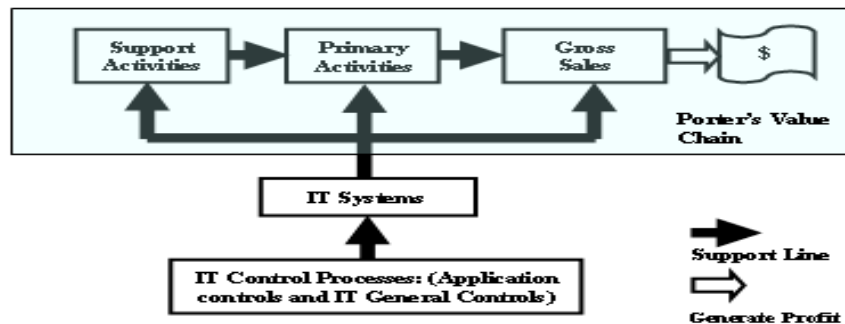 Support
Activities
Primary
Activities
Gross
Sales
$
Porter's Value
Chain
IT Systems
IT Control Processes: (Application
controls and IT General Controls)
Support Line
Generate Profit